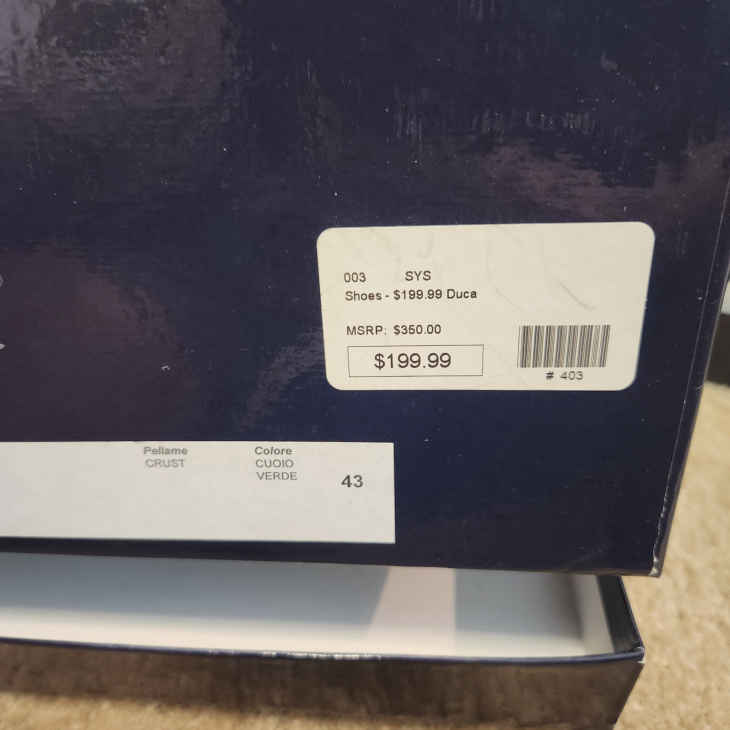 003 SYS
Shoes - $199.99 Duca
MSRP: $350.00
$199.99
# 403
Pellame Colore
CRUST CUOIO
VERDE
43